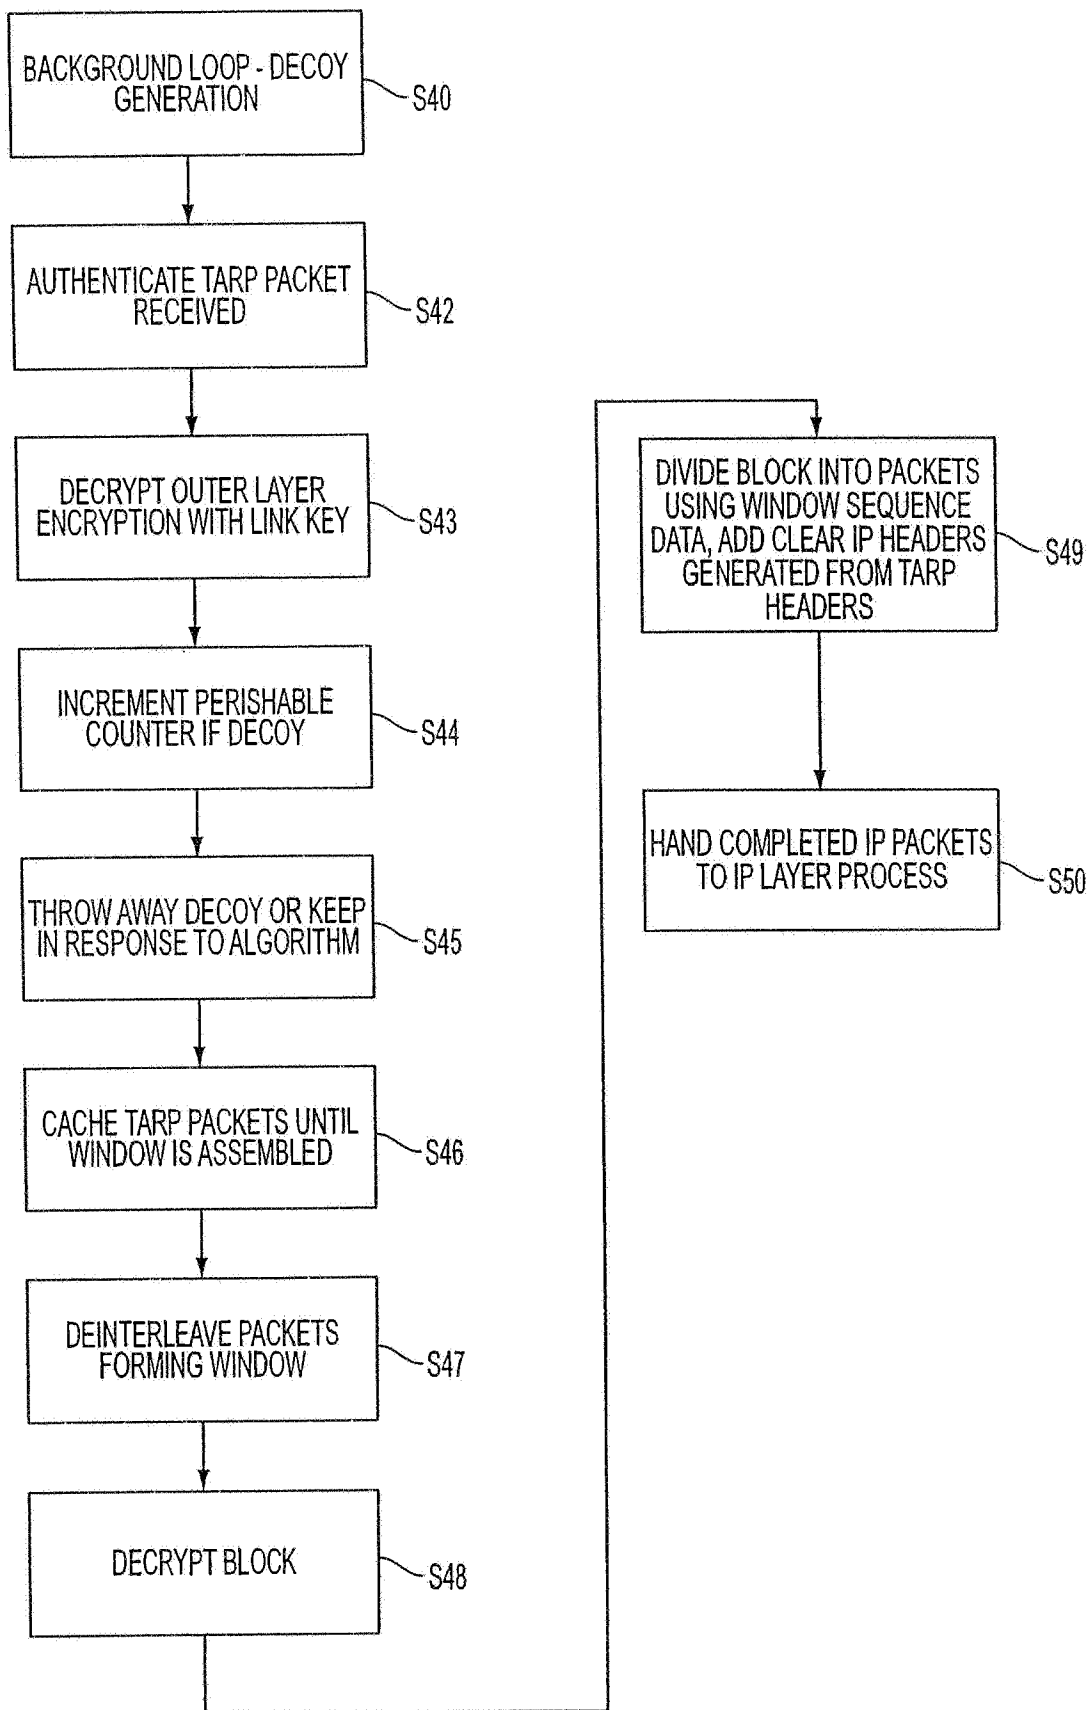 BACKGROUND LOOP - DECOY
GENERATION
S40
AUTHENTICATE TARP PACKET
RECEIVED
S42
DECRYPT OUTER LAYER
ENCRYPTION WITH LINK KEY
S43
INCREMENT PERISHABLE
COUNTER IF DECOY
S44
THROW AWAY DECOY OR KEEP
IN RESPONSE TO ALGORITHM
S45
CACHE TARP PACKETS UNTIL
WINDOW IS ASSEMBLED
S46
DEINTERLEAVE PACKETS
FORMING WINDOW
S47
DECRYPT BLOCK
S48
DIVIDE BLOCK INTO PACKETS
USING WINDOW SEQUENCE
DATA, ADD CLEAR IP HEADERS
GENERATED FROM TARP
HEADERS
S49
HAND COMPLETED IP PACKETS
TO IP LAYER PROCESS
S50